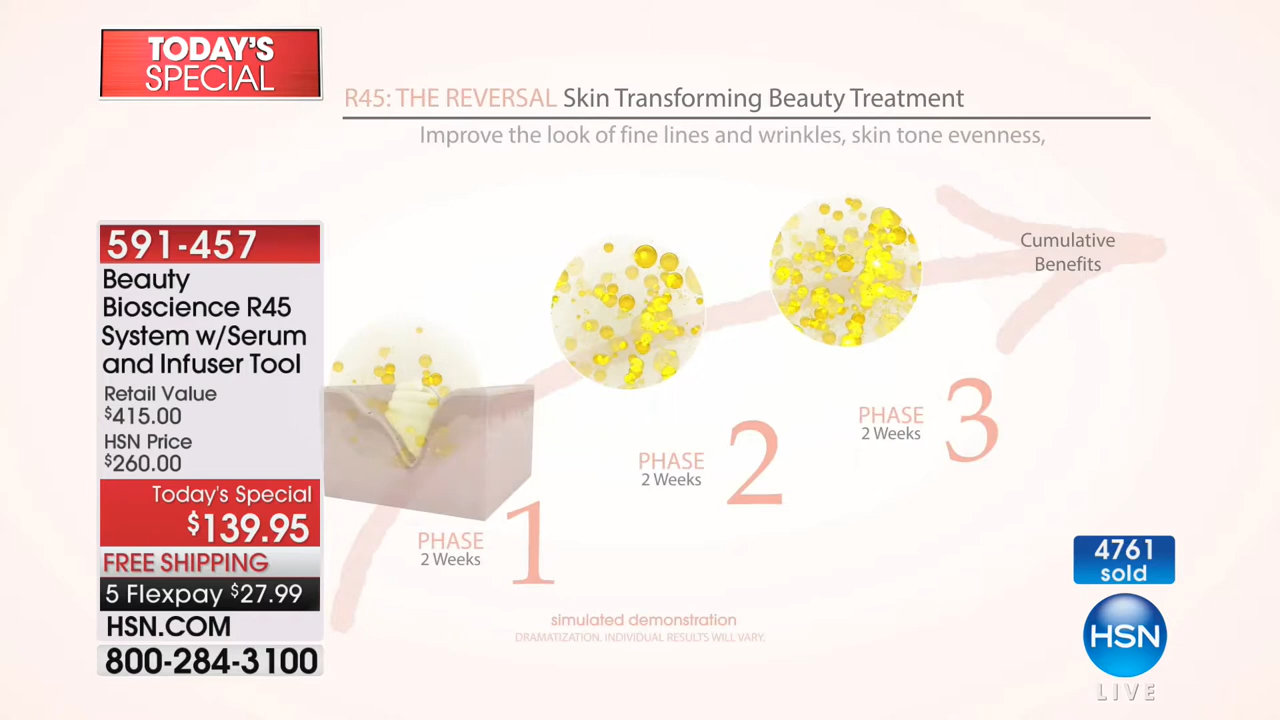 TODAY'S
SPECIAL
R45: THE REVERSAL Skin Transforming Beauty Treatment
Improve the look of fine lines and wrinkles, skin tone evenness,
591-457
Beauty
Bioscience R45
System w/Serum
and Infuser Tool
Retail Value
$415.00
HSN Price
$260.00
Today's Special
$139.95
FREE SHIPPING
5 Flexpay $27.99
HSN.COM
800-284-3100
Cumulative
Benefits
PHASE 3
2 Weeks
PHASE 2
2 Weeks
PHASE 1
2 Weeks
simulated demonstration
DRAMATIZATION. INDIVIDUAL RESULTS WILL VARY.
4761
sold
HSN
LIVE